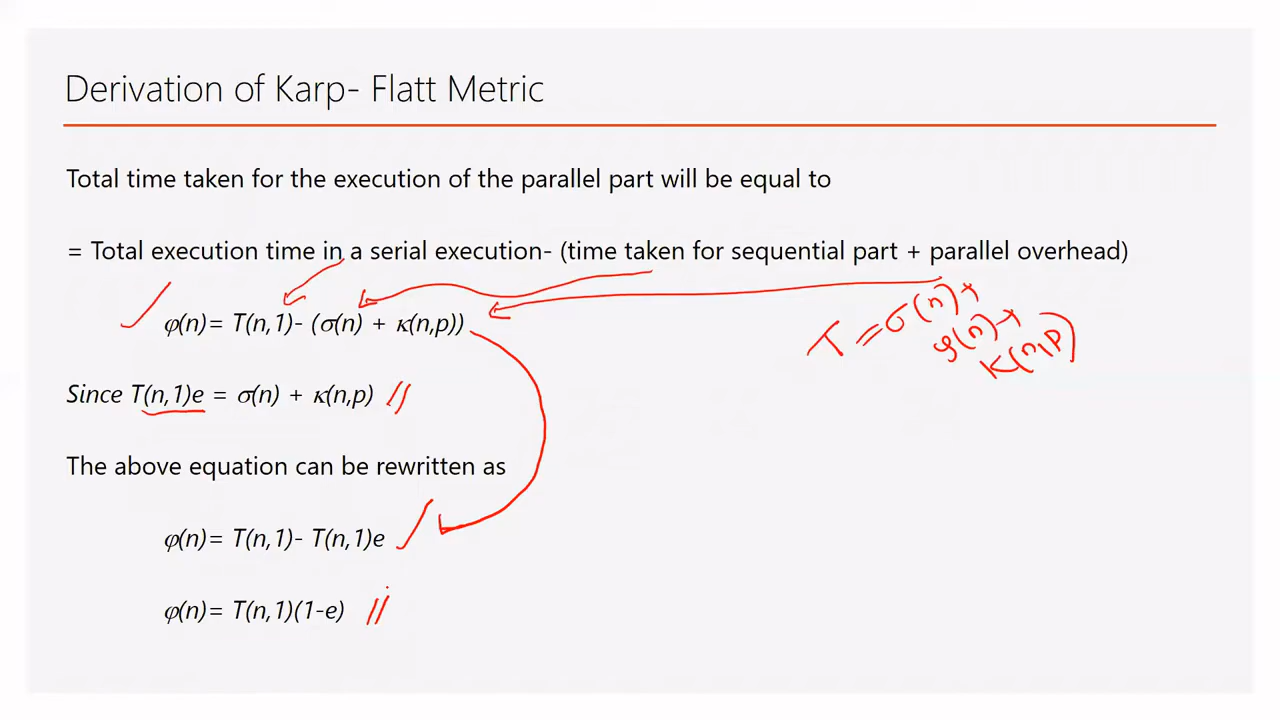 Derivation of Karp- Flatt Metric
Total time taken for the execution of the parallel part will be equal to
= Total execution time in a serial execution- (time taken for sequential part + parallel overhead)
φ(n)= T(n,1)- (σ(n) + κ(n,p))
T = σ(n) +
φ(n) +
K(n,p)
Since T(n,1)e = σ(n) + κ(n,p)
The above equation can be rewritten as
φ(n)= T(n,1)- T(n,1)e
φ(n)= T(n,1)(1-e)